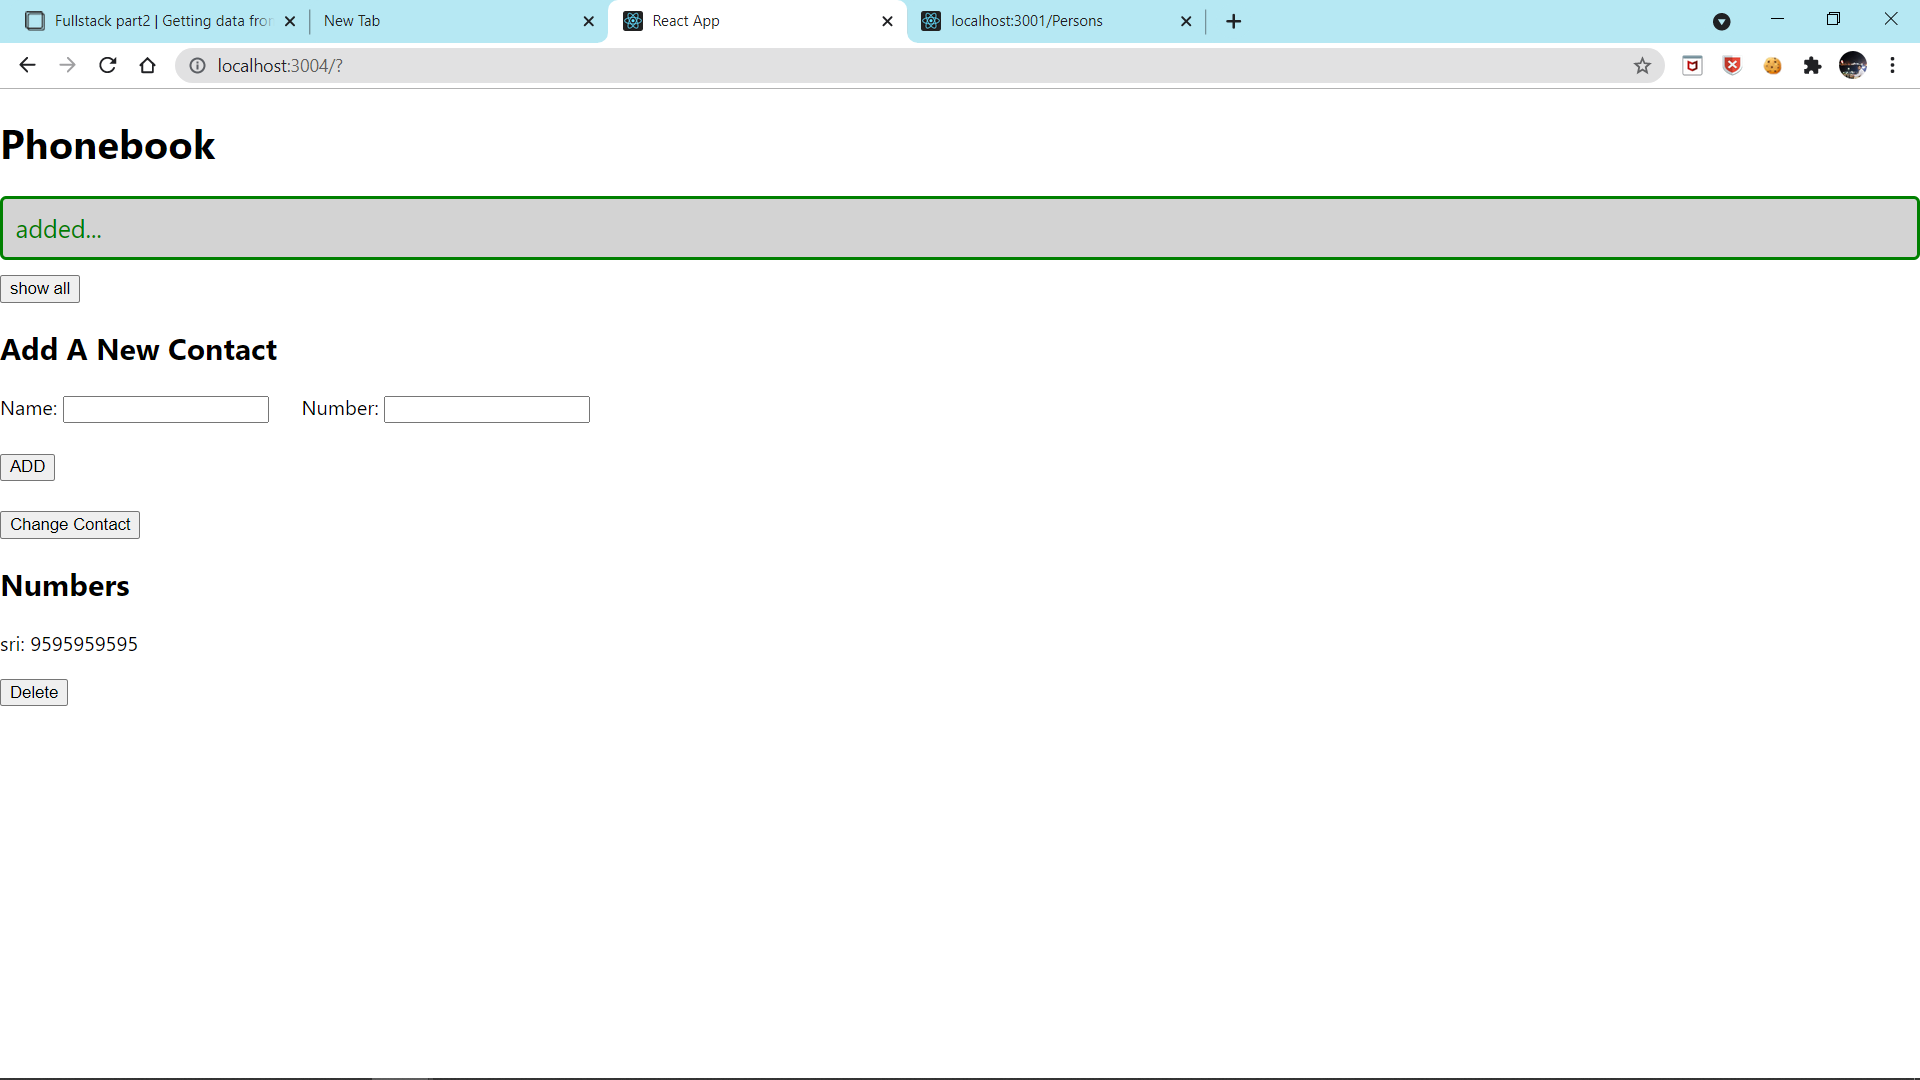 Fullstack part2 | Getting data fro
New Tab
React App
localhost:3001/Persons
localhost:3004/?
Phonebook
added...
show all
Add A New Contact
Name: Number:
ADD
Change Contact
Numbers
sri: 9595959595
Delete